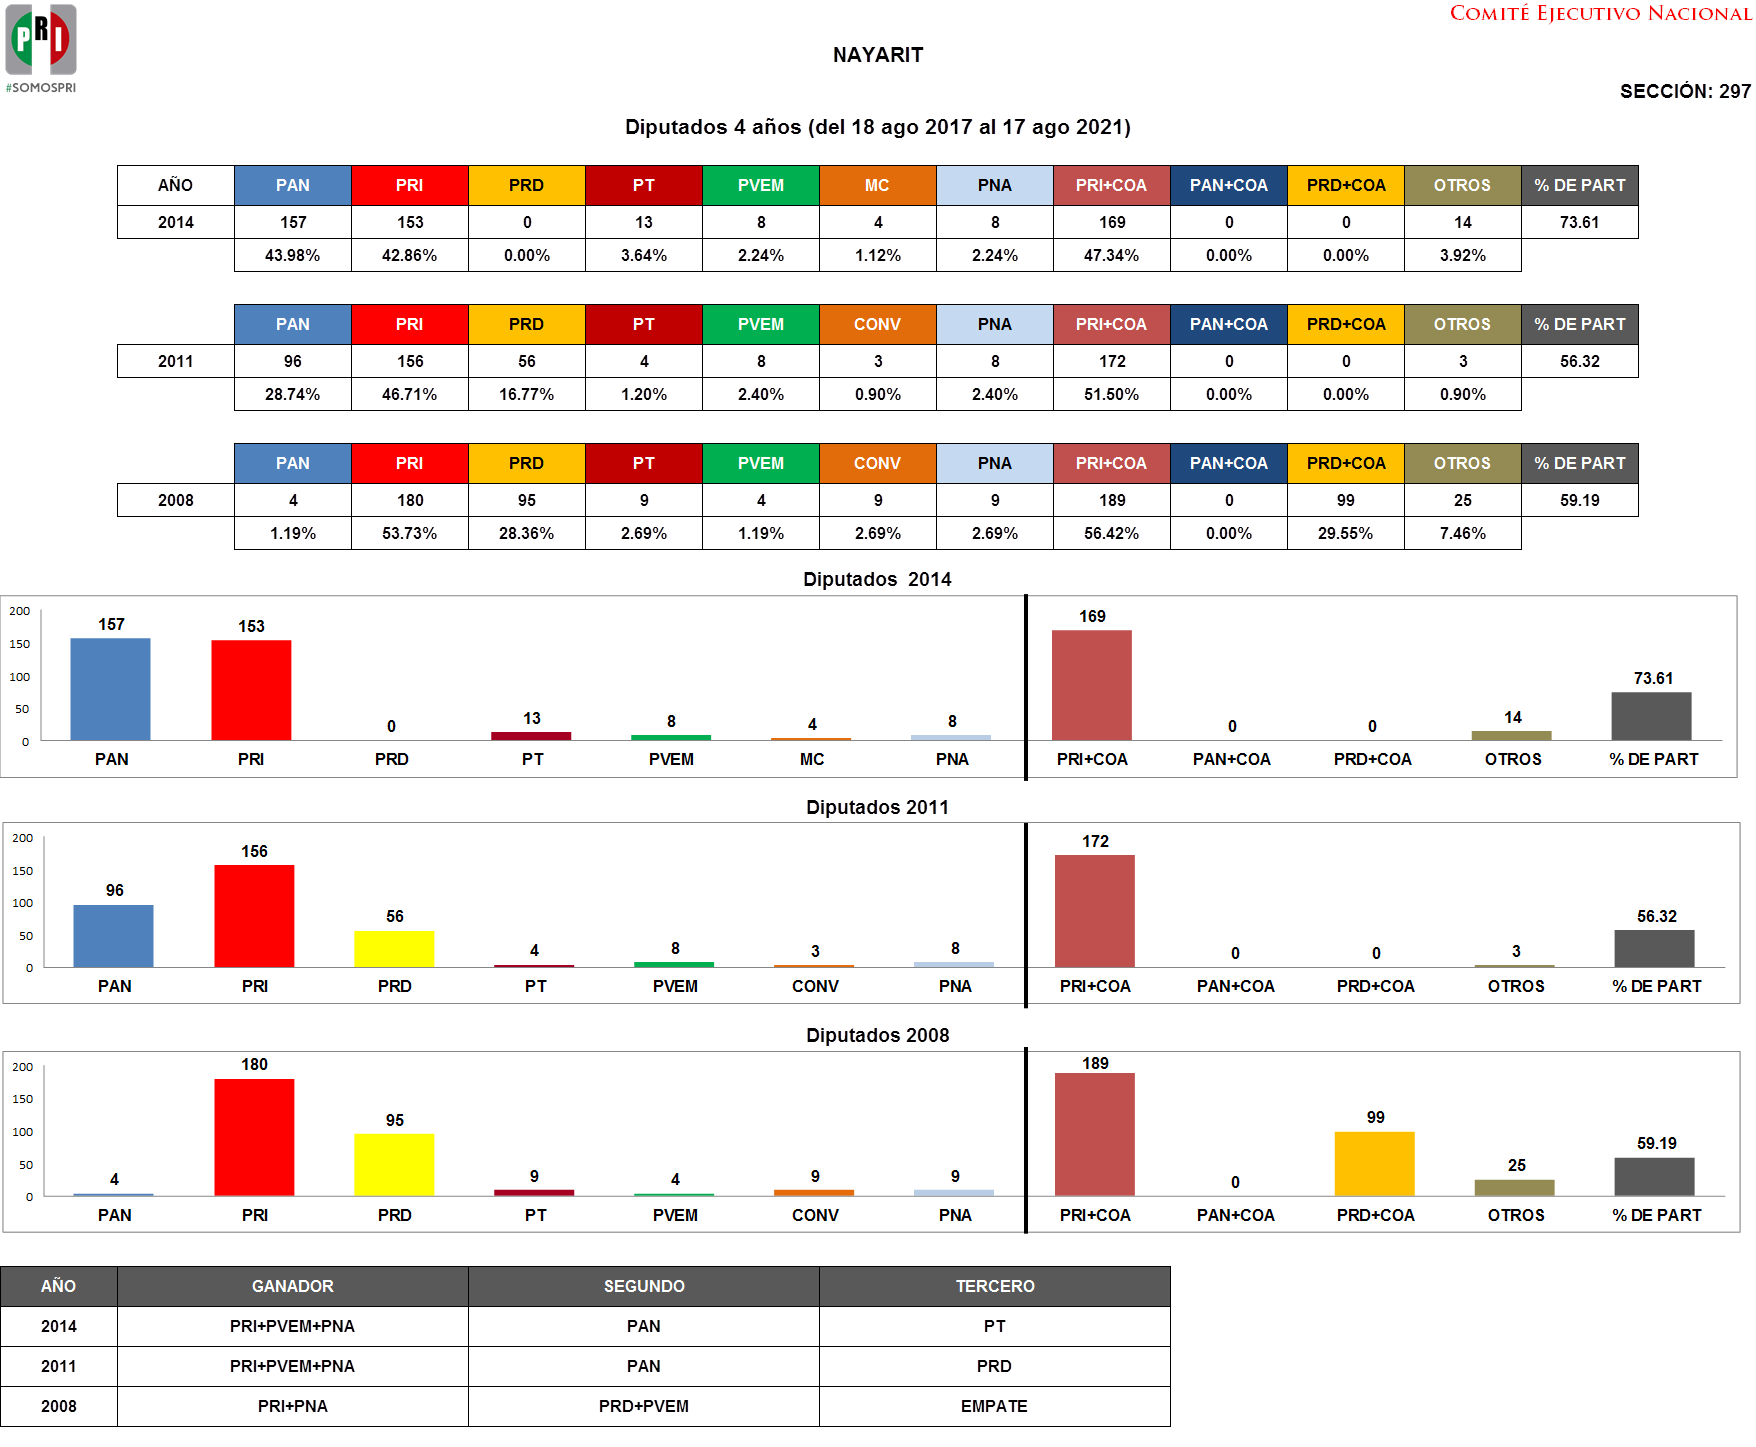 PRI
#SOMOSPRI
COMITÉ EJECUTIVO NACIONAL
NAYARIT
SECCIÓN: 297
Diputados 4 años (del 18 ago 2017 al 17 ago 2021)
AÑO PAN PRI PRD PT PVEM MC PNA PRI+COA PAN+COA PRD+COA OTROS % DE PART
2014 157 153 0 13 8 4 8 169 0 0 14 73.61
43.98% 42.86% 0.00% 3.64% 2.24% 1.12% 2.24% 47.34% 0.00% 0.00% 3.92%
PAN PRI PRD PT PVEM CONV PNA PRI+COA PAN+COA PRD+COA OTROS % DE PART
2011 96 156 56 4 8 3 8 172 0 0 3 56.32
28.74% 46.71% 16.77% 1.20% 2.40% 0.90% 2.40% 51.50% 0.00% 0.00% 0.90%
PAN PRI PRD PT PVEM CONV PNA PRI+COA PAN+COA PRD+COA OTROS % DE PART
2008 4 180 95 9 4 9 9 189 0 99 25 59.19
1.19% 53.73% 28.36% 2.69% 1.19% 2.69% 2.69% 56.42% 0.00% 29.55% 7.46%
Diputados 2014
200
150
100
50
0
157 153 0 13 8 4 8 169 0 0 14 73.61
PAN PRI PRD PT PVEM MC PNA PRI+COA PAN+COA PRD+COA OTROS % DE PART
Diputados 2011
200
150
100
50
0
96 156 56 4 8 3 8 172 0 0 3 56.32
PAN PRI PRD PT PVEM CONV PNA PRI+COA PAN+COA PRD+COA OTROS % DE PART
Diputados 2008
200
150
100
50
0
4 180 95 9 4 9 9 189 0 99 25 59.19
PAN PRI PRD PT PVEM CONV PNA PRI+COA PAN+COA PRD+COA OTROS % DE PART
AÑO GANADOR SEGUNDO TERCERO
2014 PRI+PVEM+PNA PAN PT
2011 PRI+PVEM+PNA PAN PRD
2008 PRI+PNA PRD+PVEM EMPATE